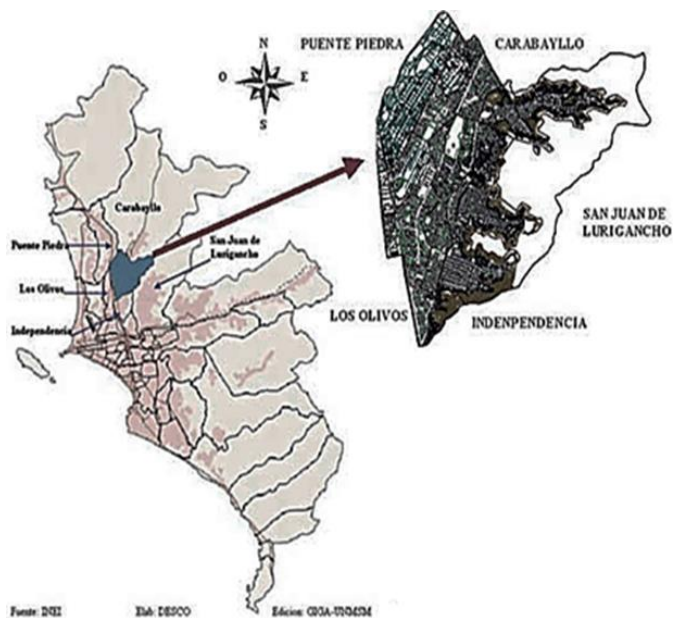 PUENTE PIEDRA
CARABAYLLO
N
O
E
S
SAN JUAN DE
LURIGANCHO
LOS OLIVOS
INDENPENDENCIA
Carabayllo
Puente Piedra
San Juan de
Lurigancho
Los Olivos
Independencia
Fuente: INEI
Elab: DESCO
Edicion: GIGA-UNMSM